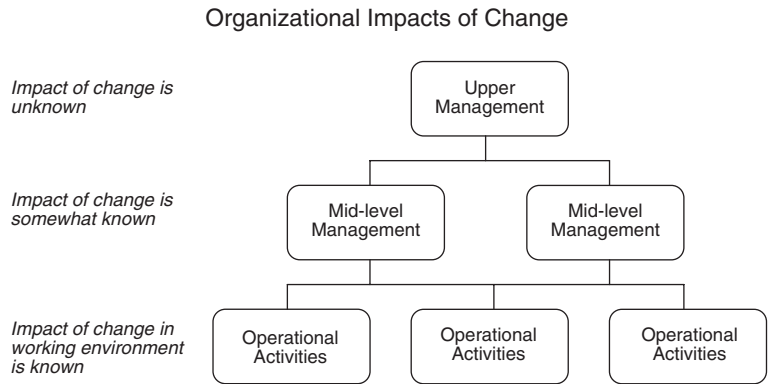 Organizational Impacts of Change
Impact of change is
unknown
Upper
Management
Impact of change is
somewhat known
Mid-level
Management
Mid-level
Management
Impact of change in
working environment
is known
Operational
Activities
Operational
Activities
Operational
Activities